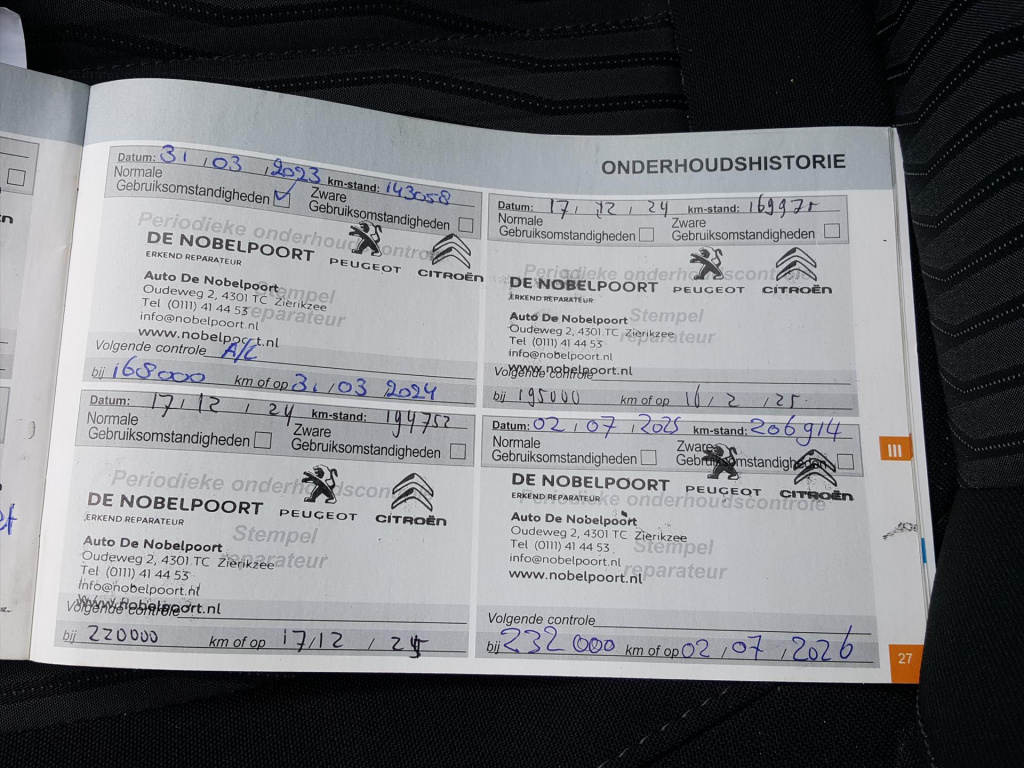 ONDERHOUDSHISTORIE
Datum: 31 / 03 / 2023 km-stand: 143058
Normale Gebruiksomstandigheden Zware Gebruiksomstandigheden
Periodieke onderhoudscontrole
DE NOBELPOORT
ERKEND REPARATEUR
PEUGEOT CITROËN
Auto De Nobelpoort
Stempel
Oudeweg 2, 4301 TC Zierikzee
reparateur
Tel (0111) 41 44 53
info@nobelpoort.nl
www.nobelpoort.nl
Volgende controle A/C
bij 168000 km of op 31 / 03 2024
Datum: 17 / 12 / 24 km-stand:
Normale Gebruiksomstandigheden Zware Gebruiksomstandigheden
Periodieke onderhoudscontrole
DE NOBELPOORT
ERKEND REPARATEUR
PEUGEOT CITROËN
Auto De Nobelpoort
Stempel
Oudeweg 2, 4301 TC Zierikzee
reparateur
Tel (0111) 41 44 53
info@nobelpoort.nl
www.nobelpoort.nl
Volgende controle
bij 195000 km of op 16 / 2 / 25
Datum: 17 / 12 / 24 km-stand: 194752
Normale Gebruiksomstandigheden Zware Gebruiksomstandigheden
Periodieke onderhoudscontrole
DE NOBELPOORT
ERKEND REPARATEUR
PEUGEOT CITROËN
Auto De Nobelpoort
Stempel
Oudeweg 2, 4301 TC Zierikzee
reparateur
Tel (0111) 41 44 53
info@nobelpoort.nl
www.nobelpoort.nl
Volgende controle
bij 220000 km of op 17/12 / 25
Datum: 02 / 07 / 2025 km-stand: 206914
Normale Gebruiksomstandigheden Zware Gebruiksomstandigheden
Periodieke onderhoudscontrole
DE NOBELPOORT
ERKEND REPARATEUR
PEUGEOT CITROËN
Auto De Nobelpoort
Stempel
Oudeweg 2, 4301 TC Zierikzee
reparateur
Tel (0111) 41 44 53
info@nobelpoort.nl
www.nobelpoort.nl
Volgende controle
bij 232000 km of op 02 / 07 / 2026
III
27